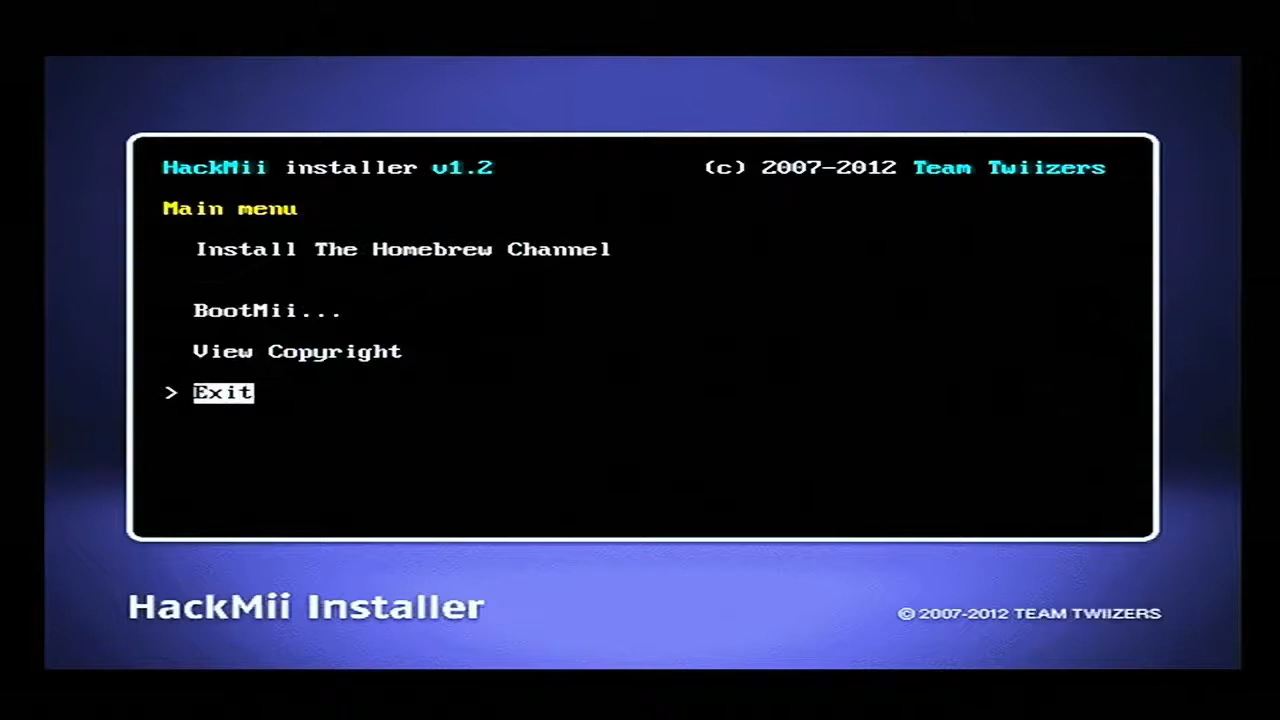 HackMii installer v1.2 (c) 2007-2012 Team Twiizers
Main menu
Install The Homebrew Channel
BootMii...
View Copyright
> Exit
HackMii Installer © 2007-2012 TEAM TWIIZERS